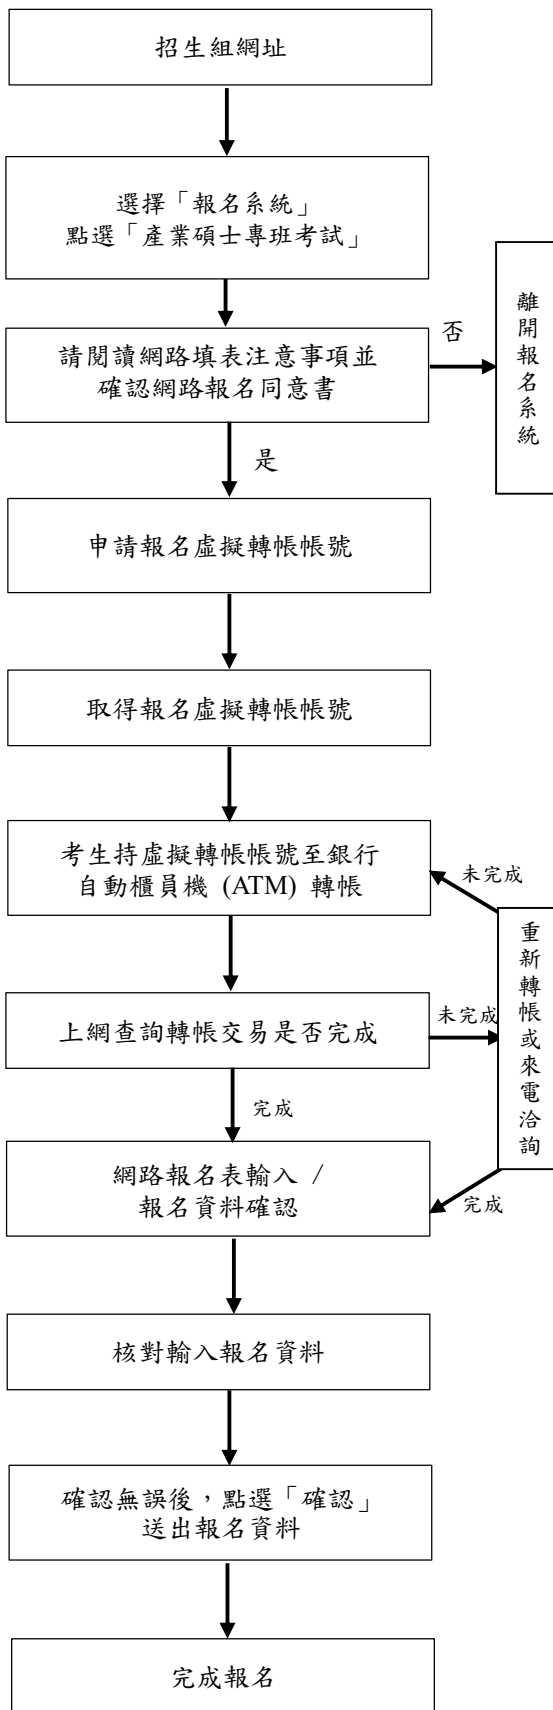 招生組網址
選擇「報名系統」
點選「產業碩士專班考試」
請閱讀網路填表注意事項並
確認網路報名同意書
否
離開報名系統
是
申請報名虛擬轉帳帳號
取得報名虛擬轉帳帳號
考生持虛擬轉帳帳號至銀行
自動櫃員機 (ATM) 轉帳
未完成
重新轉帳或來電洽詢
上網查詢轉帳交易是否完成
未完成
完成
網路報名表輸入 /
報名資料確認
完成
核對輸入報名資料
確認無誤後，點選「確認」
送出報名資料
完成報名